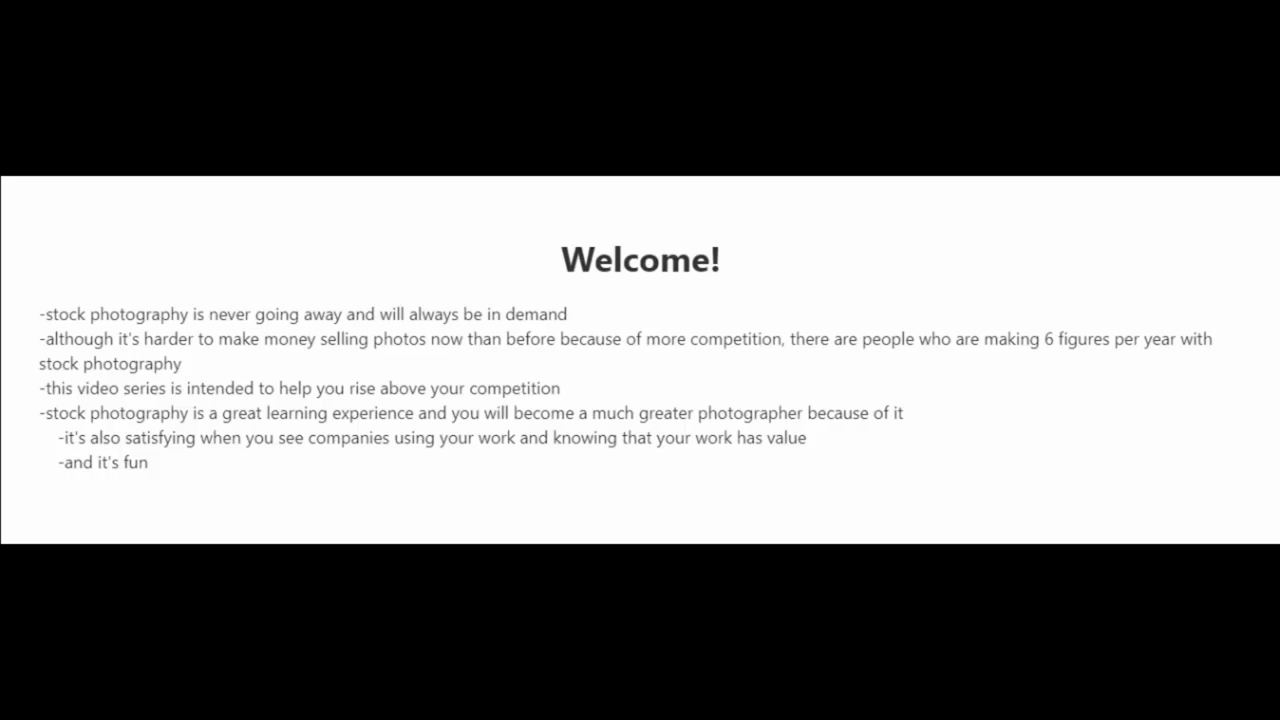 Welcome!
-stock photography is never going away and will always be in demand
-although it's harder to make money selling photos now than before because of more competition, there are people who are making 6 figures per year with
stock photography
-this video series is intended to help you rise above your competition
-stock photography is a great learning experience and you will become a much greater photographer because of it
-it's also satisfying when you see companies using your work and knowing that your work has value
-and it's fun